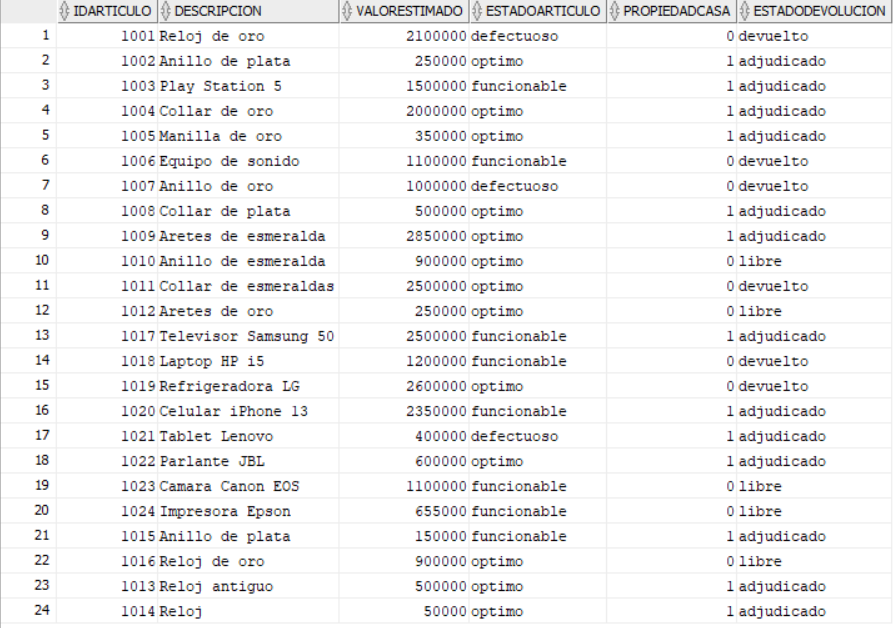 IDARTICULO DESCRIPCION VALORESTIMADO ESTADOARTICULO PROPIEDADCASA ESTADODEVOLUCION
1 1001 Reloj de oro 2100000 defectuoso 0 devuelto
2 1002 Anillo de plata 250000 optimo 1 adjudicado
3 1003 Play Station 5 1500000 funcionable 1 adjudicado
4 1004 Collar de oro 2000000 optimo 1 adjudicado
5 1005 Manilla de oro 350000 optimo 1 adjudicado
6 1006 Equipo de sonido 1100000 funcionable 0 devuelto
7 1007 Anillo de oro 1000000 defectuoso 0 devuelto
8 1008 Collar de plata 500000 optimo 1 adjudicado
9 1009 Aretes de esmeralda 2850000 optimo 1 adjudicado
10 1010 Anillo de esmeralda 900000 optimo 0 libre
11 1011 Collar de esmeraldas 2500000 optimo 0 devuelto
12 1012 Aretes de oro 250000 optimo 0 libre
13 1017 Televisor Samsung 50 2500000 funcionable 1 adjudicado
14 1018 Laptop HP i5 1200000 funcionable 0 devuelto
15 1019 Refrigeradora LG 2600000 optimo 0 devuelto
16 1020 Celular iPhone 13 2350000 funcionable 1 adjudicado
17 1021 Tablet Lenovo 400000 defectuoso 1 adjudicado
18 1022 Parlante JBL 600000 optimo 1 adjudicado
19 1023 Camara Canon EOS 1100000 funcionable 0 libre
20 1024 Impresora Epson 655000 funcionable 0 libre
21 1015 Anillo de plata 150000 funcionable 1 adjudicado
22 1016 Reloj de oro 900000 optimo 0 libre
23 1013 Reloj antiguo 500000 optimo 1 adjudicado
24 1014 Reloj 50000 optimo 1 adjudicado